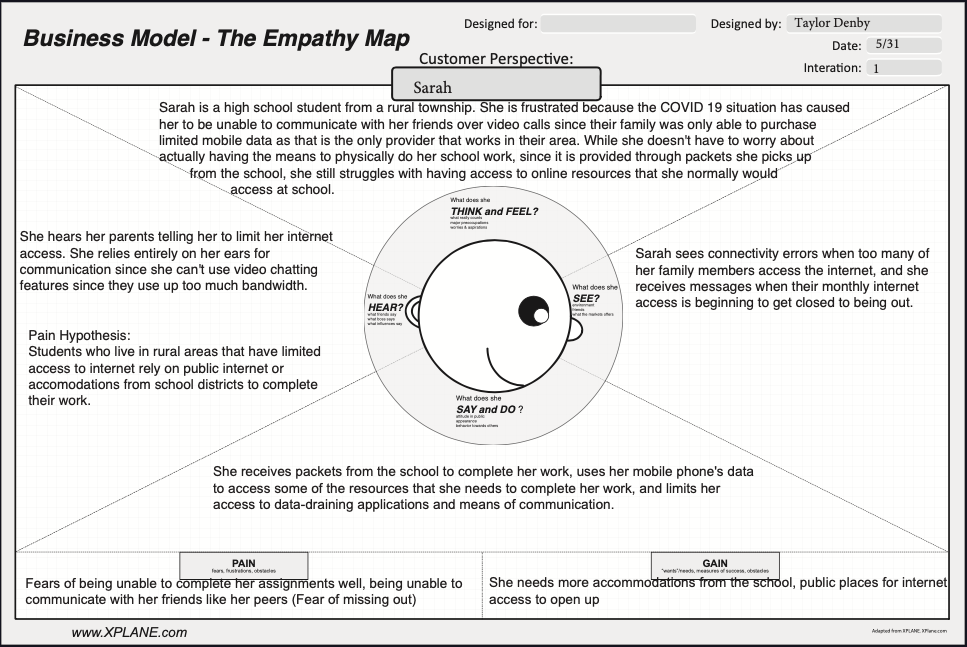 Business Model - The Empathy Map
Designed for:
Designed by: Taylor Denby
Date: 5/31
Interation: 1
Customer Perspective:
Sarah
Sarah is a high school student from a rural township. She is frustrated because the COVID 19 situation has caused
her to be unable to communicate with her friends over video calls since their family was only able to purchase
limited mobile data as that is the only provider that works in their area. While she doesn't have to worry about
actually having the means to physically do her school work, since it is provided through packets she picks up
from the school, she still struggles with having access to online resources that she normally would
access at school.
What does she
THINK and FEEL?
what really counts
major preoccupations
worries & aspirations
She hears her parents telling her to limit her internet
access. She relies entirely on her ears for
communication since she can't use video chatting
features since they use up too much bandwidth.
Pain Hypothesis:
Students who live in rural areas that have limited
access to internet rely on public internet or
accomodations from school districts to complete
their work.
What does she
HEAR?
what friends say
what boss says
what influencers say
What does she
SEE?
environment
friends
what the markets offers
Sarah sees connectivity errors when too many of
her family members access the internet, and she
receives messages when their monthly internet
access is beginning to get closed to being out.
What does she
SAY and DO ?
attitude in public
appearance
behavior towards others
She receives packets from the school to complete her work, uses her mobile phone's data
to access some of the resources that she needs to complete her work, and limits her
access to data-draining applications and means of communication.
PAIN
fears, frustrations, obstacles
Fears of being unable to complete her assignments well, being unable to
communicate with her friends like her peers (Fear of missing out)
GAIN
"wants"/needs, measures of success, obstacles
She needs more accommodations from the school, public places for internet
access to open up
www.XPLANE.com
Adapted from XPLANE, XPlane.com